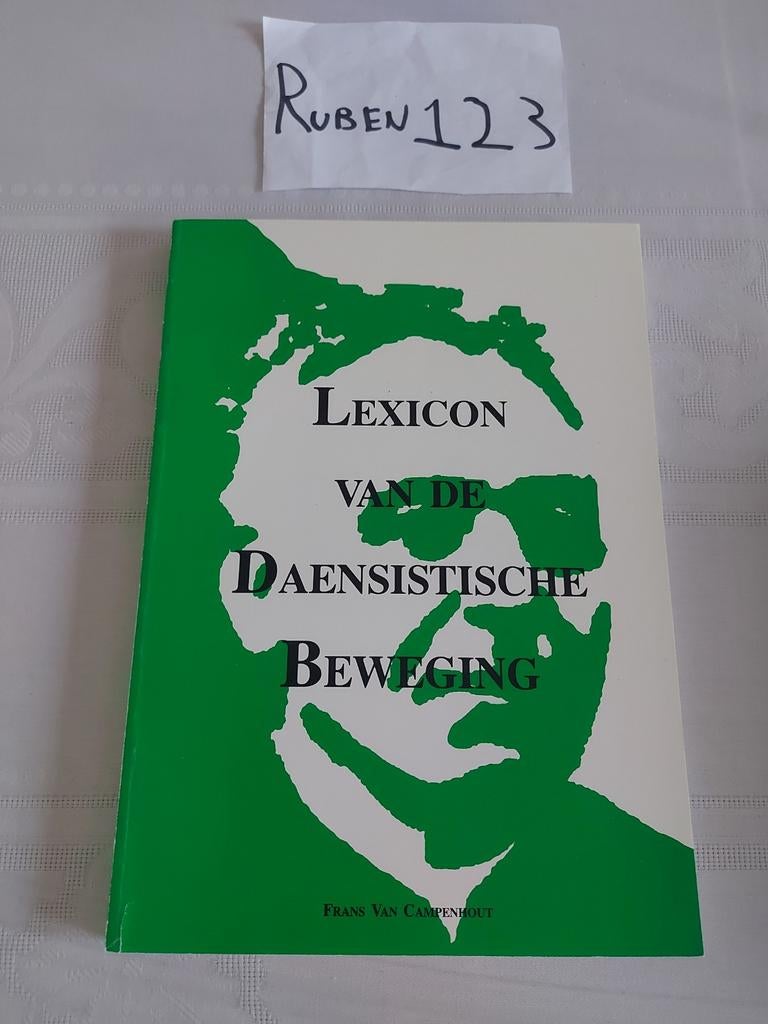 RUBEN 123
LEXICON
VAN DE
DAENSISTISCHE
BEWEGING
FRANS VAN CAMPENHOUT